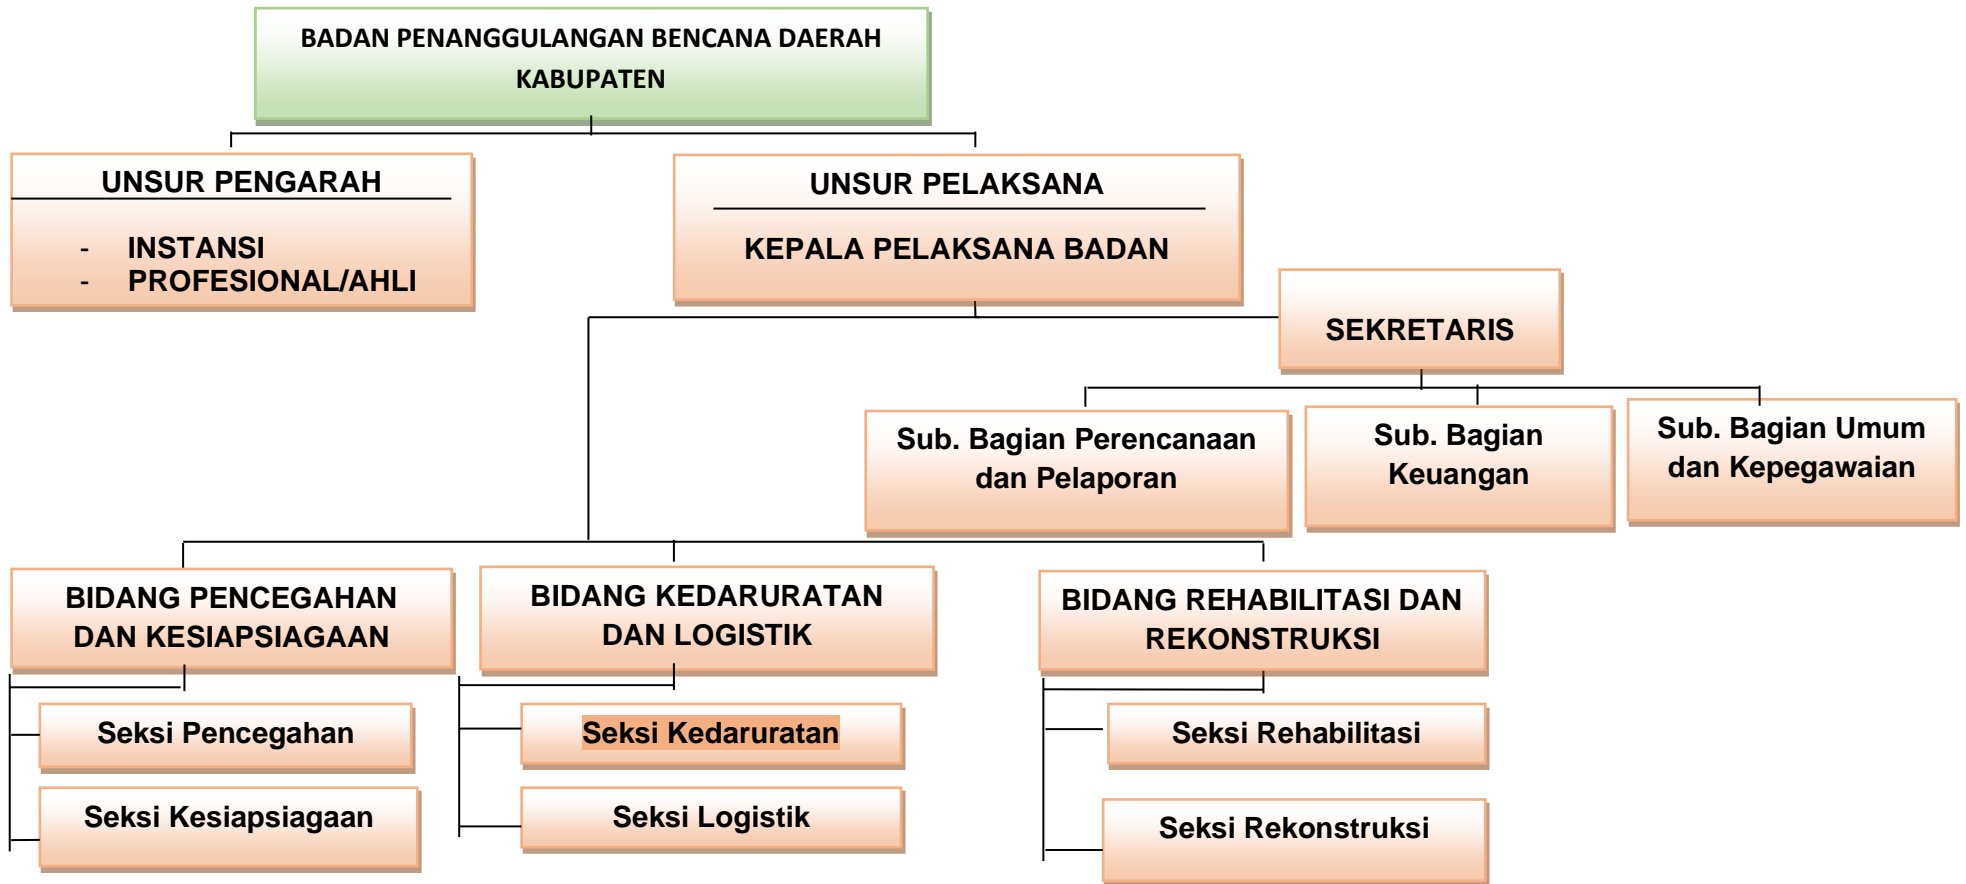 BADAN PENANGGULANGAN BENCANA DAERAH
KABUPATEN
UNSUR PENGARAH
- INSTANSI
- PROFESIONAL/AHLI
UNSUR PELAKSANA
KEPALA PELAKSANA BADAN
SEKRETARIS
Sub. Bagian Perencanaan
dan Pelaporan
Sub. Bagian
Keuangan
Sub. Bagian Umum
dan Kepegawaian
BIDANG PENCEGAHAN
DAN KESIAPSIAGAAN
Seksi Pencegahan
Seksi Kesiapsiagaan
BIDANG KEDARURATAN
DAN LOGISTIK
Seksi Kedaruratan
Seksi Logistik
BIDANG REHABILITASI DAN
REKONSTRUKSI
Seksi Rehabilitasi
Seksi Rekonstruksi